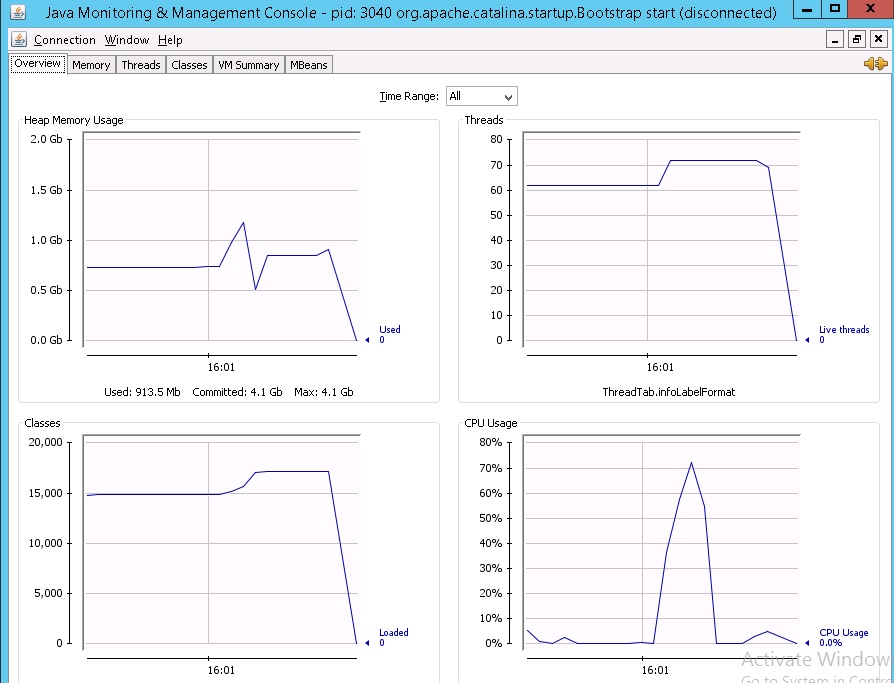 Java Monitoring & Management Console - pid: 3040 org.apache.catalina.startup.Bootstrap start (disconnected)
Connection Window Help
Overview Memory Threads Classes VM Summary MBeans
Time Range: All
Heap Memory Usage
2.0 Gb
1.5 Gb
1.0 Gb
0.5 Gb
0.0 Gb
Used
0
16:01
Used: 913.5 Mb Committed: 4.1 Gb Max: 4.1 Gb
Threads
80
70
60
50
40
30
20
10
0
Live threads
0
16:01
ThreadTab.infoLabelFormat
Classes
20,000
15,000
10,000
5,000
0
Loaded
0
16:01
CPU Usage
80%
70%
60%
50%
40%
30%
20%
10%
0%
CPU Usage
0.0%
16:01
Activate Window
Go to System in Contro